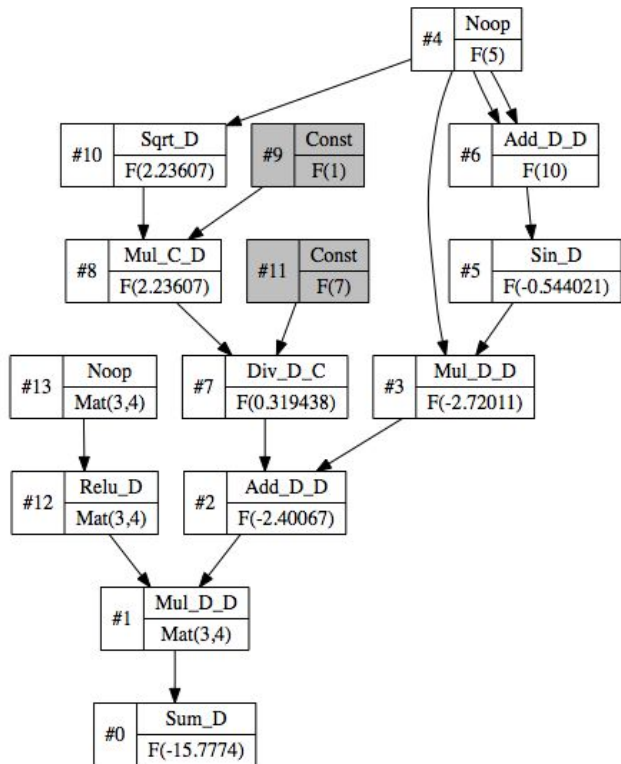 #4
Noop
F(5)
#10
Sqrt_D
F(2.23607)
#9
Const
F(1)
#6
Add_D_D
F(10)
#8
Mul_C_D
F(2.23607)
#11
Const
F(7)
#5
Sin_D
F(-0.544021)
#13
Noop
Mat(3,4)
#7
Div_D_C
F(0.319438)
#3
Mul_D_D
F(-2.72011)
#12
Relu_D
Mat(3,4)
#2
Add_D_D
F(-2.40067)
#1
Mul_D_D
Mat(3,4)
#0
Sum_D
F(-15.7774)